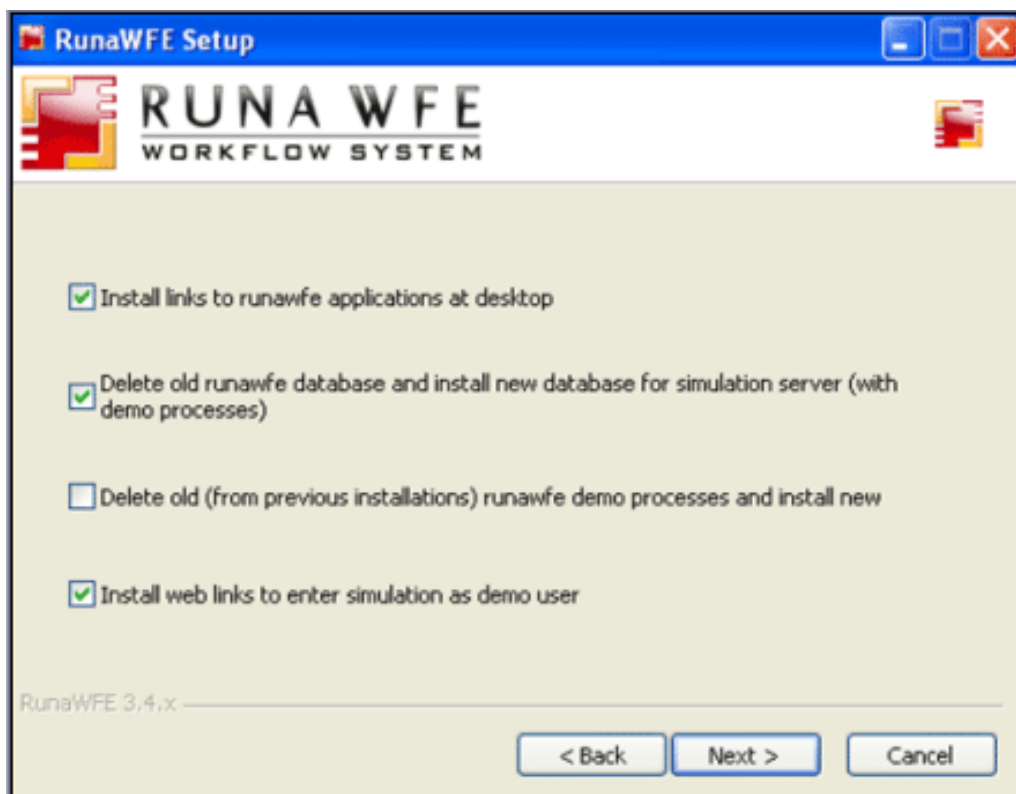 RunaWFE Setup
RUNA WFE
WORKFLOW SYSTEM
Install links to runawfe applications at desktop
Delete old runawfe database and install new database for simulation server (with
demo processes)
Delete old (from previous installations) runawfe demo processes and install new
Install web links to enter simulation as demo user
RunaWFE 3.4.x
< Back Next > Cancel